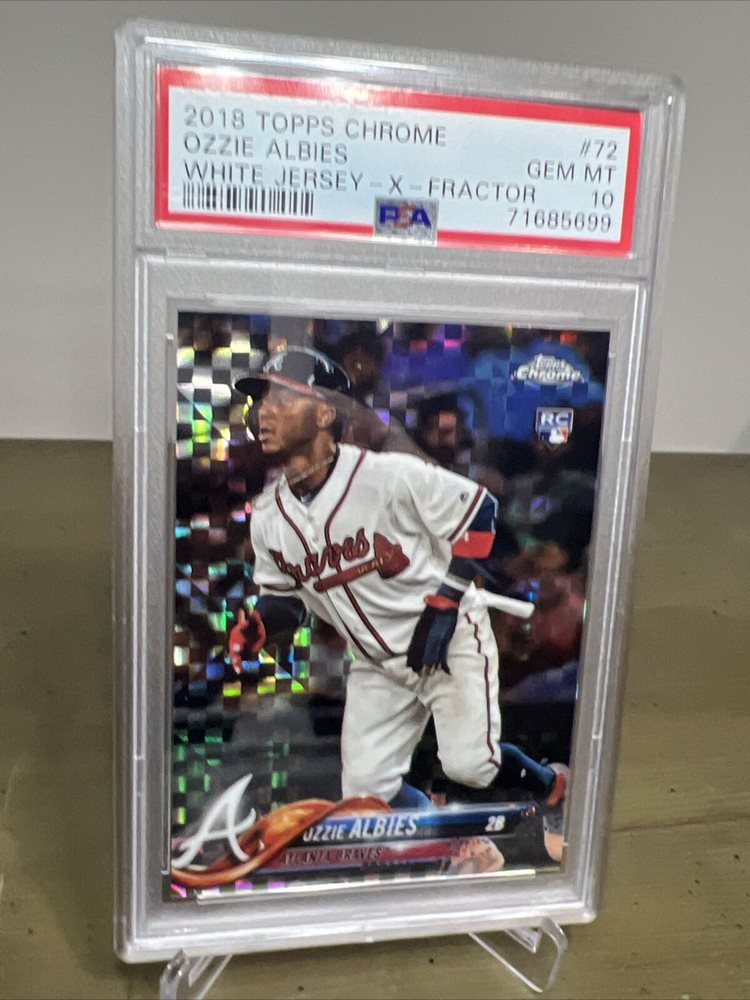 2018 TOPPS CHROME #72
OZZIE ALBIES GEM MT
WHITE JERSEY-X-FRACTOR 10
PSA 71685699
Topps
Chrome
RC
Braves
A
OZZIE ALBIES 2B
ATLANTA BRAVES